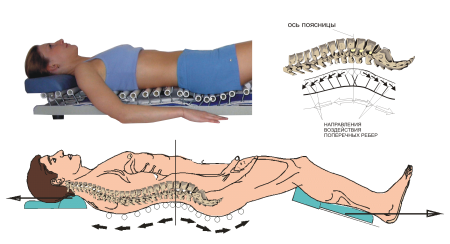 ОСЬ ПОЯСНИЦЫ
НАПРАВЛЕНИЯ
ВОЗДЕЙСТВИЯ
ПОПЕРЕЧНЫХ РЕБЕР